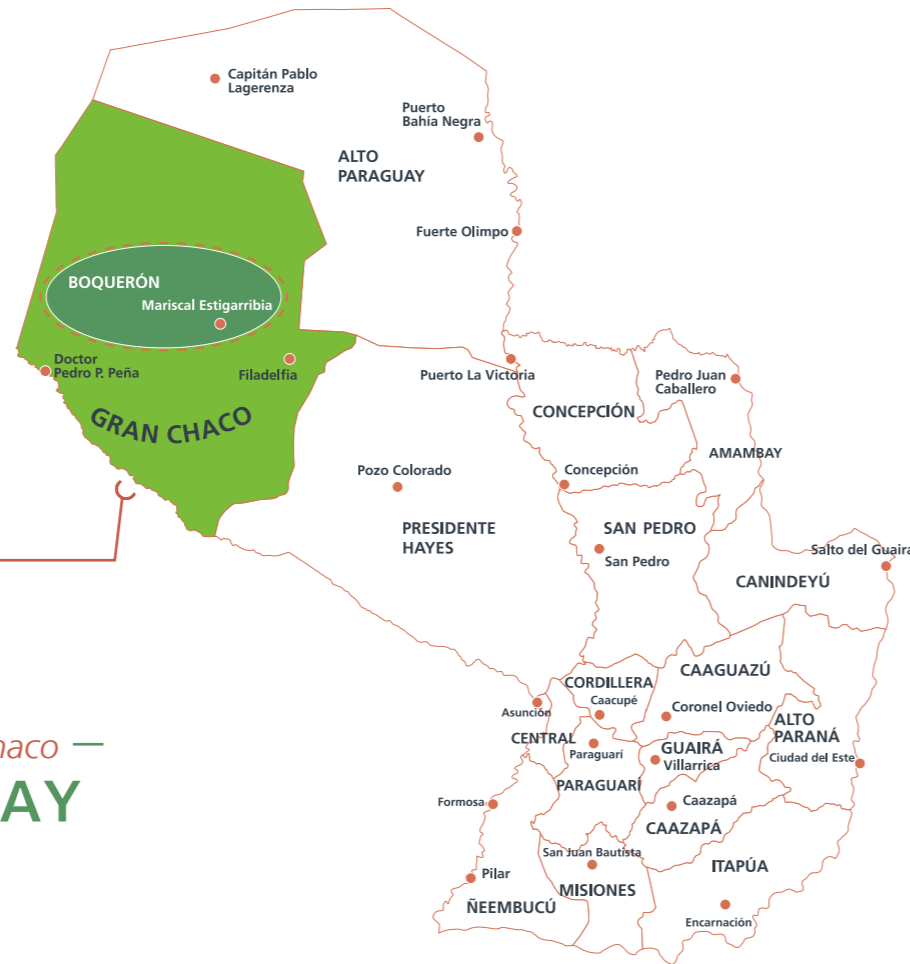 Capitán Pablo
Lagerenza
Puerto
Bahía Negra
ALTO
PARAGUAY
Fuerte Olimpo
BOQUERÓN
Mariscal Estigarribia
Doctor
Pedro P. Peña
Filadelfia
GRAN CHACO
Puerto La Victoria
Pedro Juan
Caballero
CONCEPCIÓN
AMAMBAY
Pozo Colorado
Concepción
PRESIDENTE
HAYES
SAN PEDRO
San Pedro
Salto del Guaira
CANINDEYÚ
CORDILLERA
Caacupé
CAAGUAZÚ
Coronel Oviedo
Asunción
CENTRAL
Paraguarí
PARAGUARÍ
GUAIRÁ
Villarrica
ALTO
PARANÁ
Ciudad del Este
haco
AY
Formosa
Caazapá
CAAZAPÁ
San Juan Bautista
MISIONES
ITAPÚA
Pilar
ÑEEMBUCÚ
Encarnación